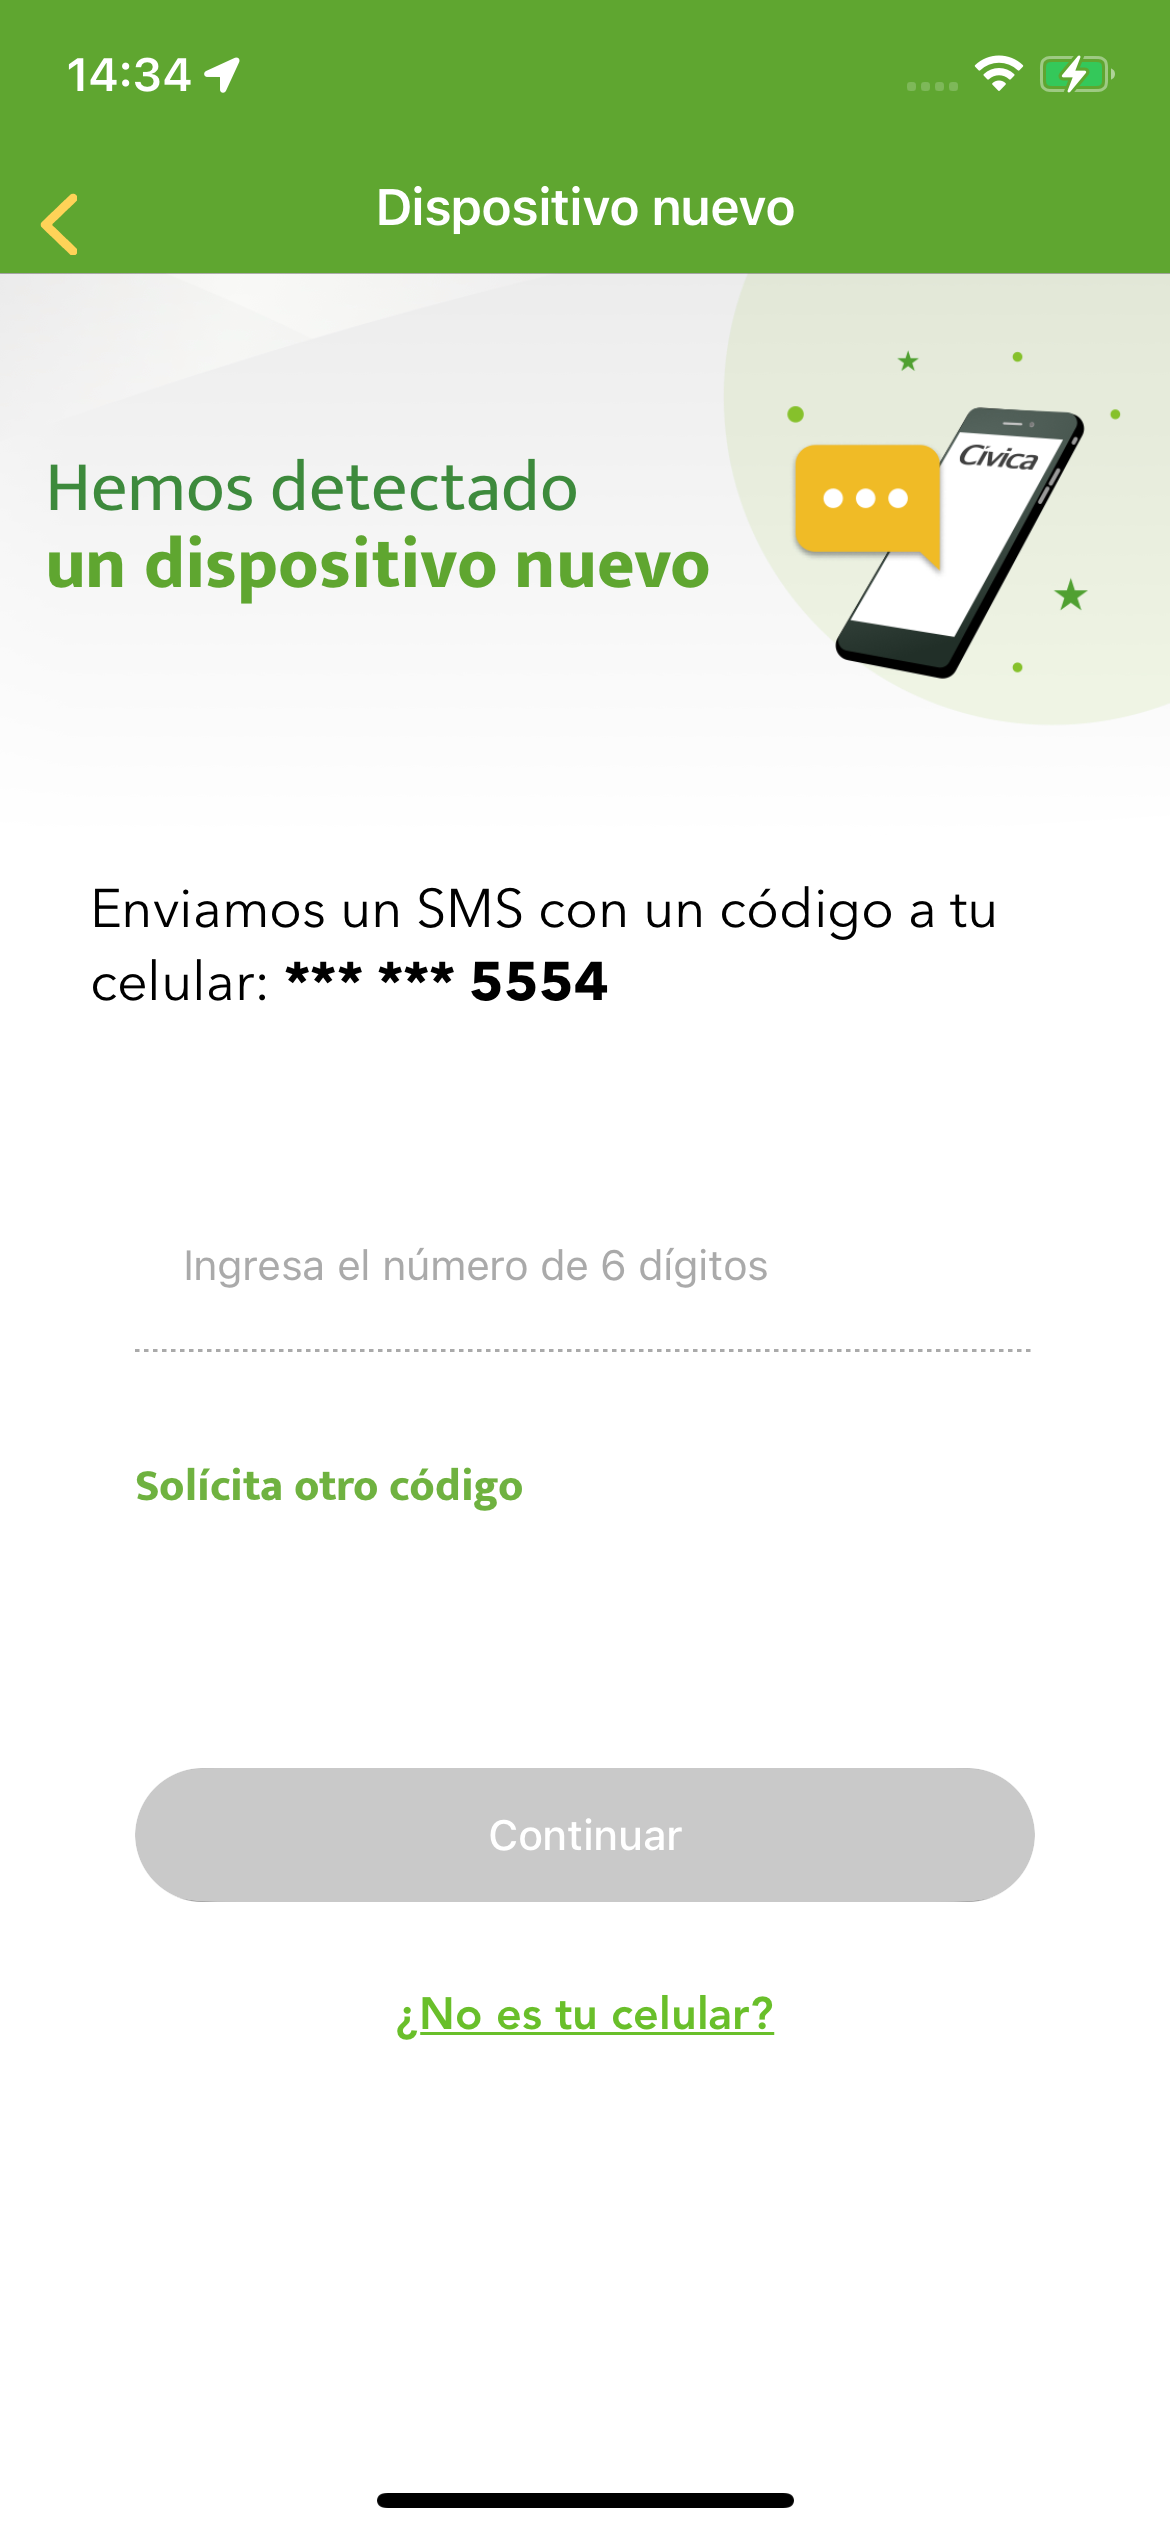 14:34
Dispositivo nuevo
Hemos detectado
un dispositivo nuevo
Cívica
Enviamos un SMS con un código a tu
celular: *** *** 5554
Ingresa el número de 6 dígitos
Solícita otro código
Continuar
¿No es tu celular?